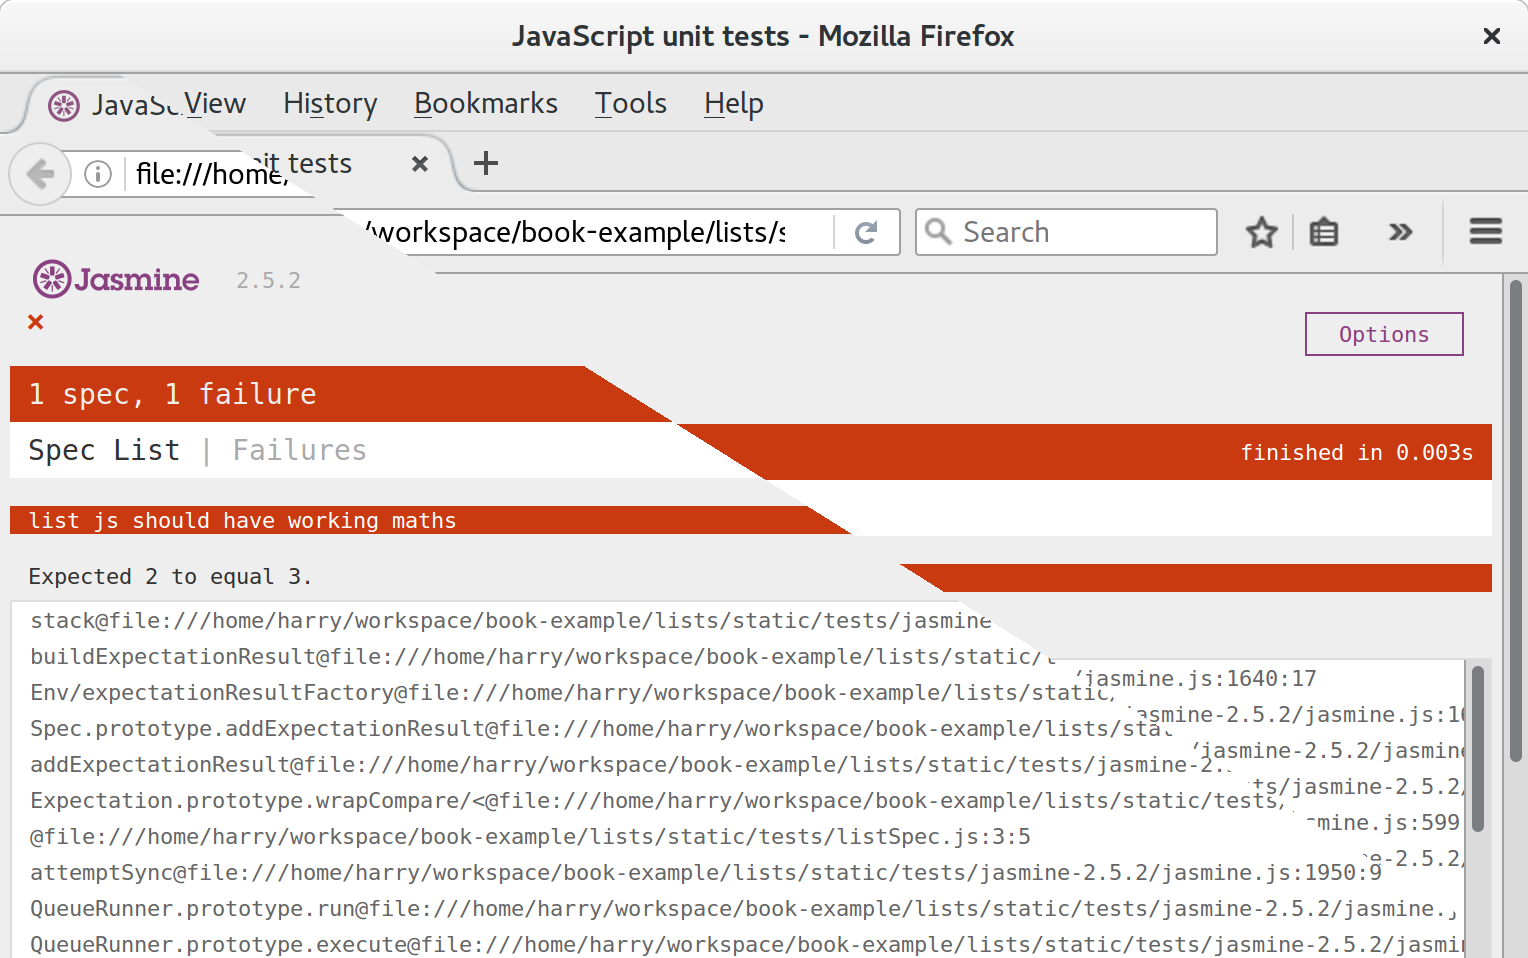 JavaScript unit tests - Mozilla Firefox
View History Bookmarks Tools Help
unit tests
file:///home/
/workspace/book-example/lists/s
Search
Jasmine 2.5.2
Options
1 spec, 1 failure
finished in 0.003s
Spec List | Failures
list js should have working maths
Expected 2 to equal 3.
stack@file:///home/harry/workspace/book-example/lists/static/tests/jasmine
/jasmine.js:1640:17
buildExpectationResult@file:///home/harry/workspace/book-example/lists/static/
jasmine-2.5.2/jasmine.js:16
Env/expectationResultFactory@file:///home/harry/workspace/book-example/lists/static/
/jasmine-2.5.2/jasmine
Spec.prototype.addExpectationResult@file:///home/harry/workspace/book-example/lists/stat
ts/jasmine-2.5.2/
addExpectationResult@file:///home/harry/workspace/book-example/lists/static/tests/jasmine-2.
smine.js:599
Expectation.prototype.wrapCompare/<@file:///home/harry/workspace/book-example/lists/static/tests/
e-2.5.2/
@file:///home/harry/workspace/book-example/lists/static/tests/listSpec.js:3:5
attemptSync@file:///home/harry/workspace/book-example/lists/static/tests/jasmine-2.5.2/jasmine.js:1950:9
QueueRunner.prototype.run@file:///home/harry/workspace/book-example/lists/static/tests/jasmine-2.5.2/jasmine.j
QueueRunner.prototype.execute@file:///home/harry/workspace/book-example/lists/static/tests/jasmine-2.5.2/jasmin